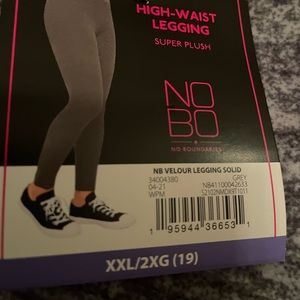 HIGH-WAIST
LEGGING
SUPER PLUSH
NO
BO
NO BOUNDARIES
NB VELOUR LEGGING SOLID
34004380 GREY
04-21 NB41100042633
WPM S2102NMDXBT1011
1 95944 36653 1
XXL/2XG (19)